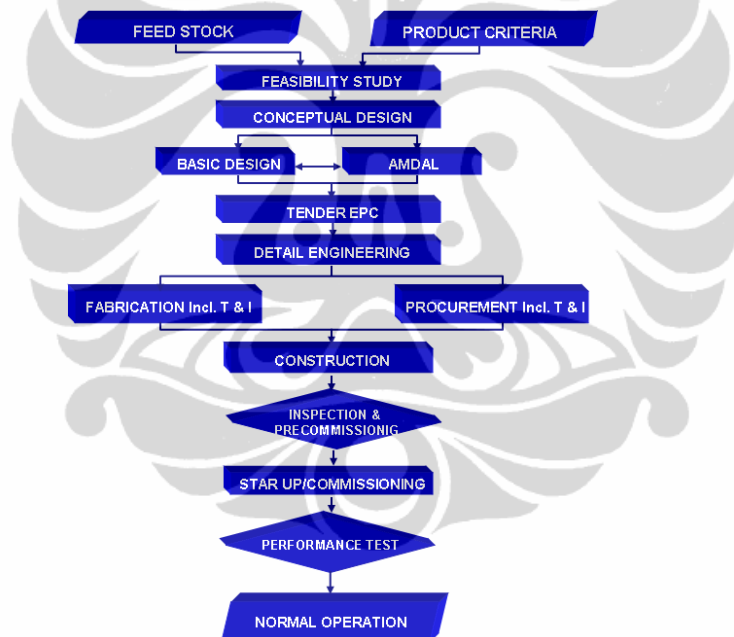 FEED STOCK
PRODUCT CRITERIA
FEASIBILITY STUDY
CONCEPTUAL DESIGN
BASIC DESIGN
AMDAL
TENDER EPC
DETAIL ENGINEERING
FABRICATION Incl. T & I
PROCUREMENT Incl. T & I
CONSTRUCTION
INSPECTION &
PRECOMMISSIONIG
STAR UP/COMMISSIONING
PERFORMANCE TEST
NORMAL OPERATION